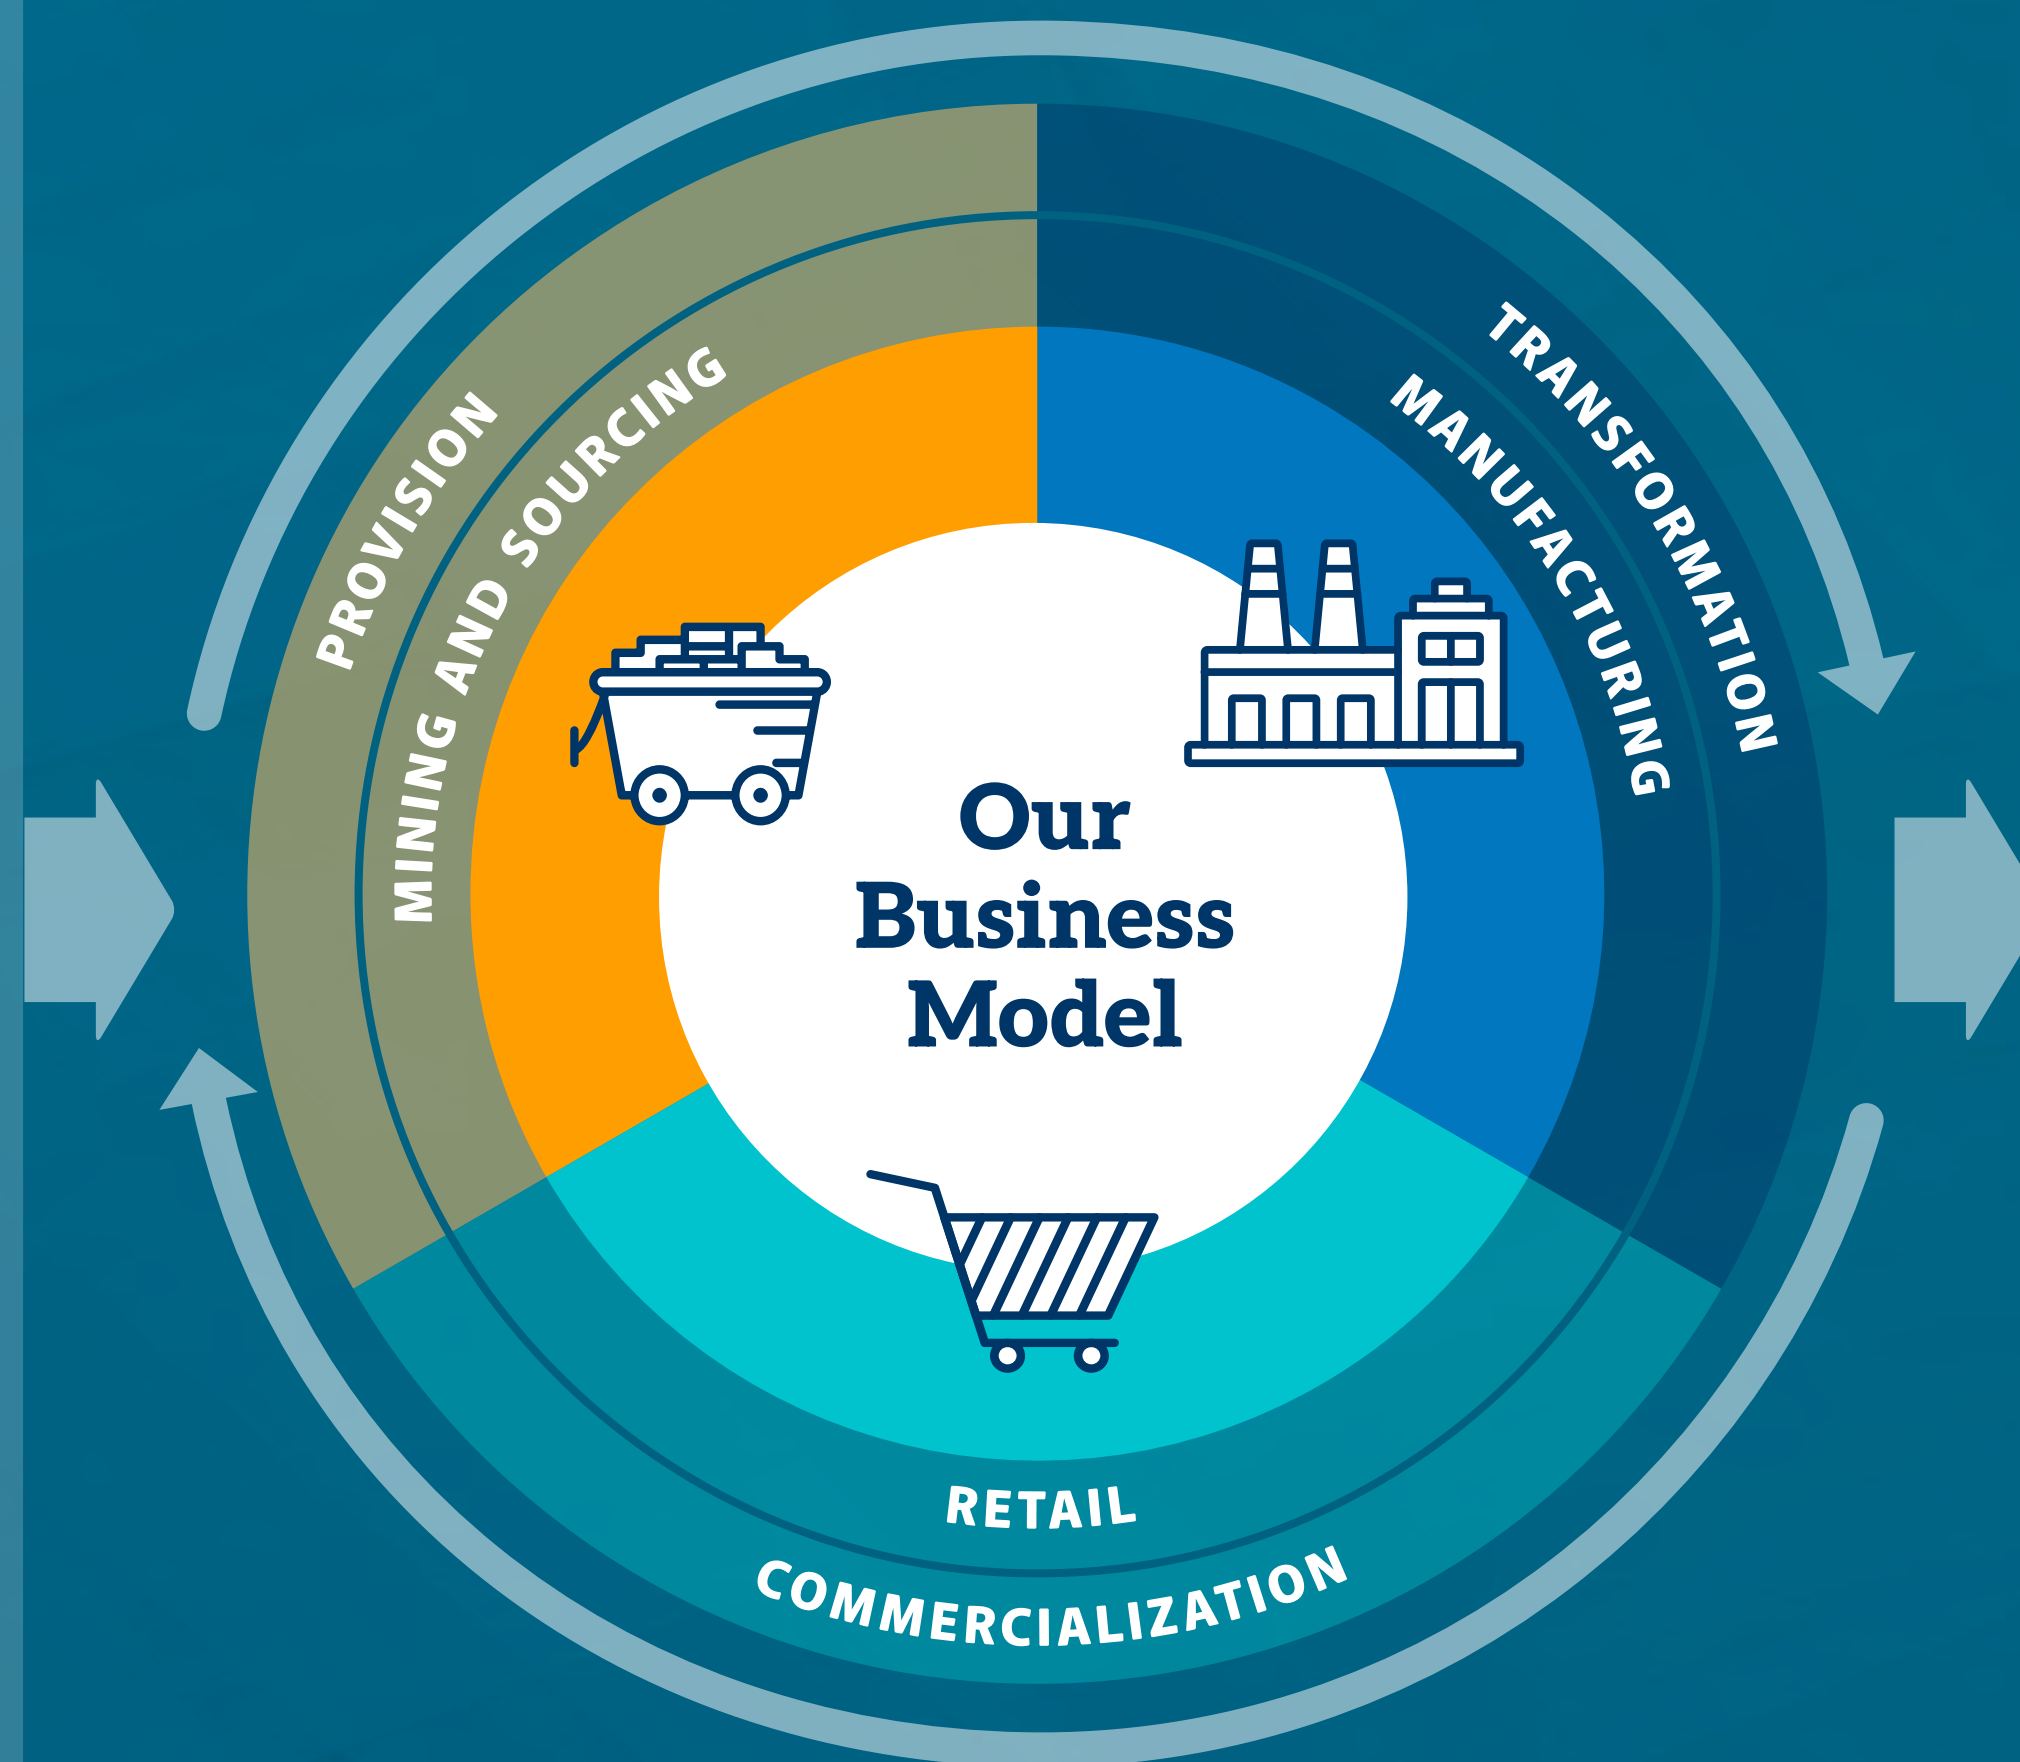 PROVISION
MINING AND SOURCING
TRANSFORMATION
MANUFACTURING
Our
Business
Model
RETAIL
COMMERCIALIZATION